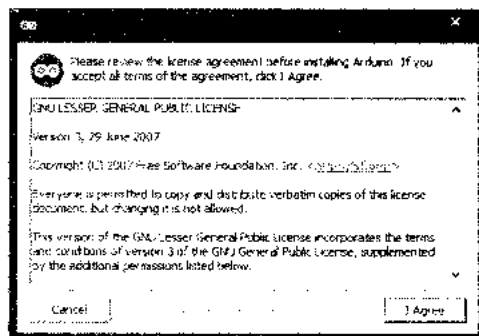 Please review the license agreement before installing Arduino. If you
accept all terms of the agreement, click I Agree.
GNU LESSER GENERAL PUBLIC LICENSE
Version 3, 29 June 2007
Copyright (C) 2007 Free Software Foundation, Inc.
Everyone is permitted to copy and distribute verbatim copies of this license
document, but changing it is not allowed.
This version of the GNU Lesser General Public License incorporates the terms
and conditions of version 3 of the GNU General Public License, supplemented
by the additional permissions listed below.
Cancel
I Agree